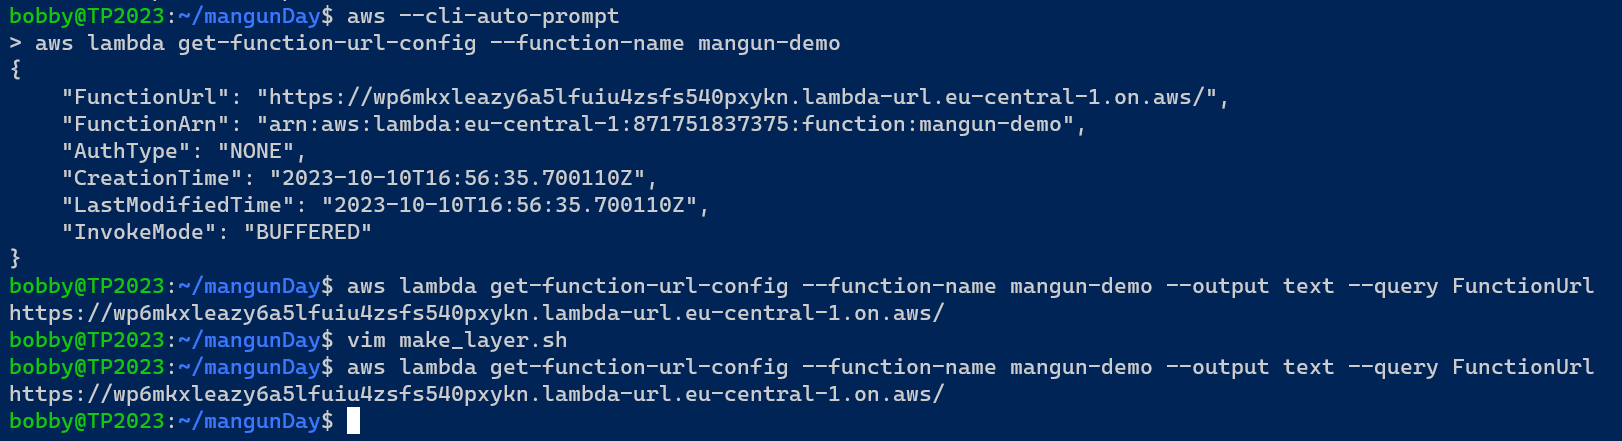 bobby@TP2023:~/mangunDay$ aws --cli-auto-prompt
> aws lambda get-function-url-config --function-name mangun-demo
{
    "FunctionUrl": "https://wp6mkxleazy6a5lfuiu4zsfs540pxykn.lambda-url.eu-central-1.on.aws/",
    "FunctionArn": "arn:aws:lambda:eu-central-1:871751837375:function:mangun-demo",
    "AuthType": "NONE",
    "CreationTime": "2023-10-10T16:56:35.700110Z",
    "LastModifiedTime": "2023-10-10T16:56:35.700110Z",
    "InvokeMode": "BUFFERED"
}
bobby@TP2023:~/mangunDay$ aws lambda get-function-url-config --function-name mangun-demo --output text --query FunctionUrl
https://wp6mkxleazy6a5lfuiu4zsfs540pxykn.lambda-url.eu-central-1.on.aws/
bobby@TP2023:~/mangunDay$ vim make_layer.sh
bobby@TP2023:~/mangunDay$ aws lambda get-function-url-config --function-name mangun-demo --output text --query FunctionUrl
https://wp6mkxleazy6a5lfuiu4zsfs540pxykn.lambda-url.eu-central-1.on.aws/
bobby@TP2023:~/mangunDay$